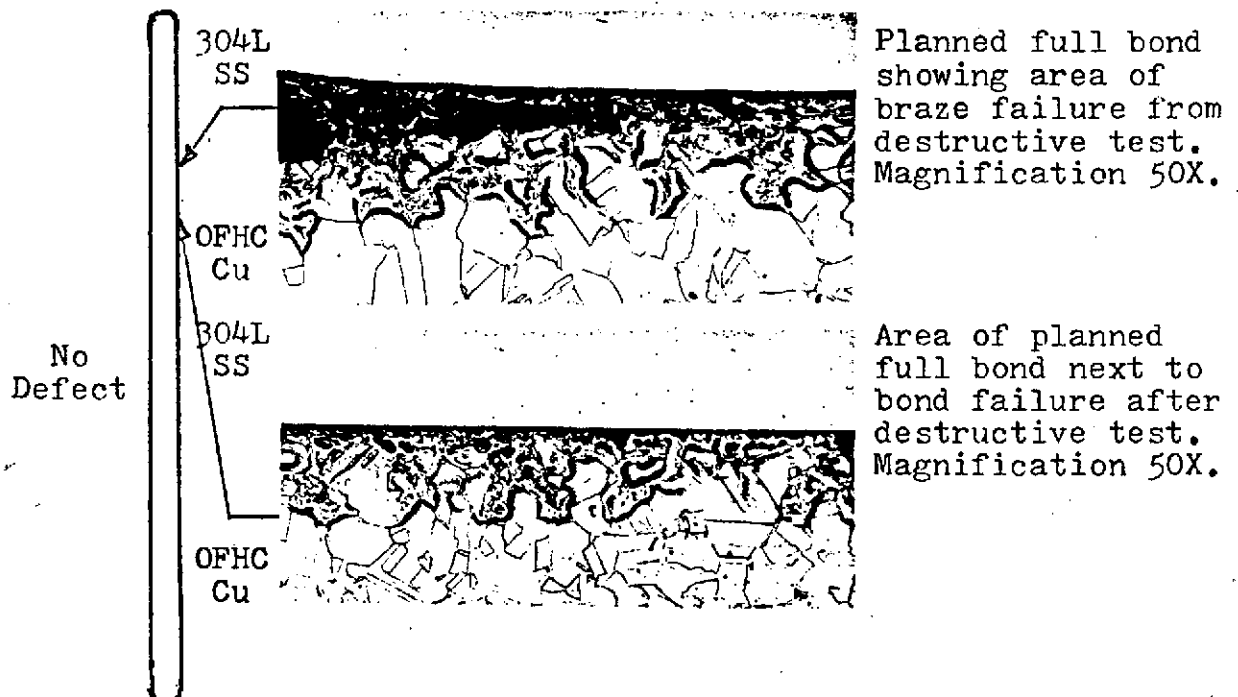 304L
SS
OFHC
Cu
Planned full bond
showing area of
braze failure from
destructive test.
Magnification 50X.
No
Defect
304L
SS
OFHC
Cu
Area of planned
full bond next to
bond failure after
destructive test.
Magnification 50X.